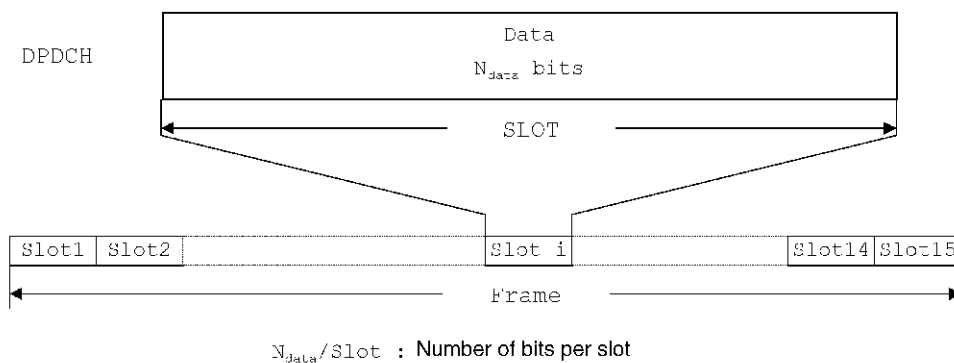 Data
DPDCH
N_data bits
SLOT
Slot1 Slot2 Slot i Slot14 Slot15
Frame
N_data/Slot : Number of bits per slot